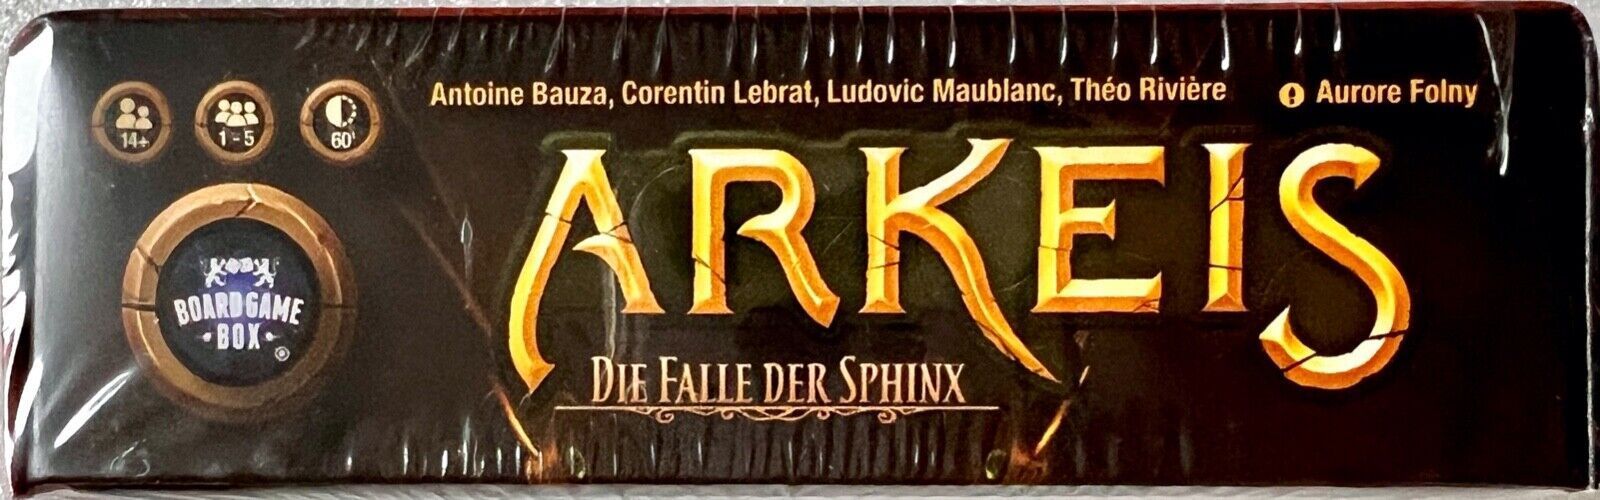 Antoine Bauza, Corentin Lebrat, Ludovic Maublanc, Théo Rivière
Aurore Folny
14+
1 - 5
60'
ARKEIS
BOARDGAME
BOX
DIE FALLE DER SPHINX